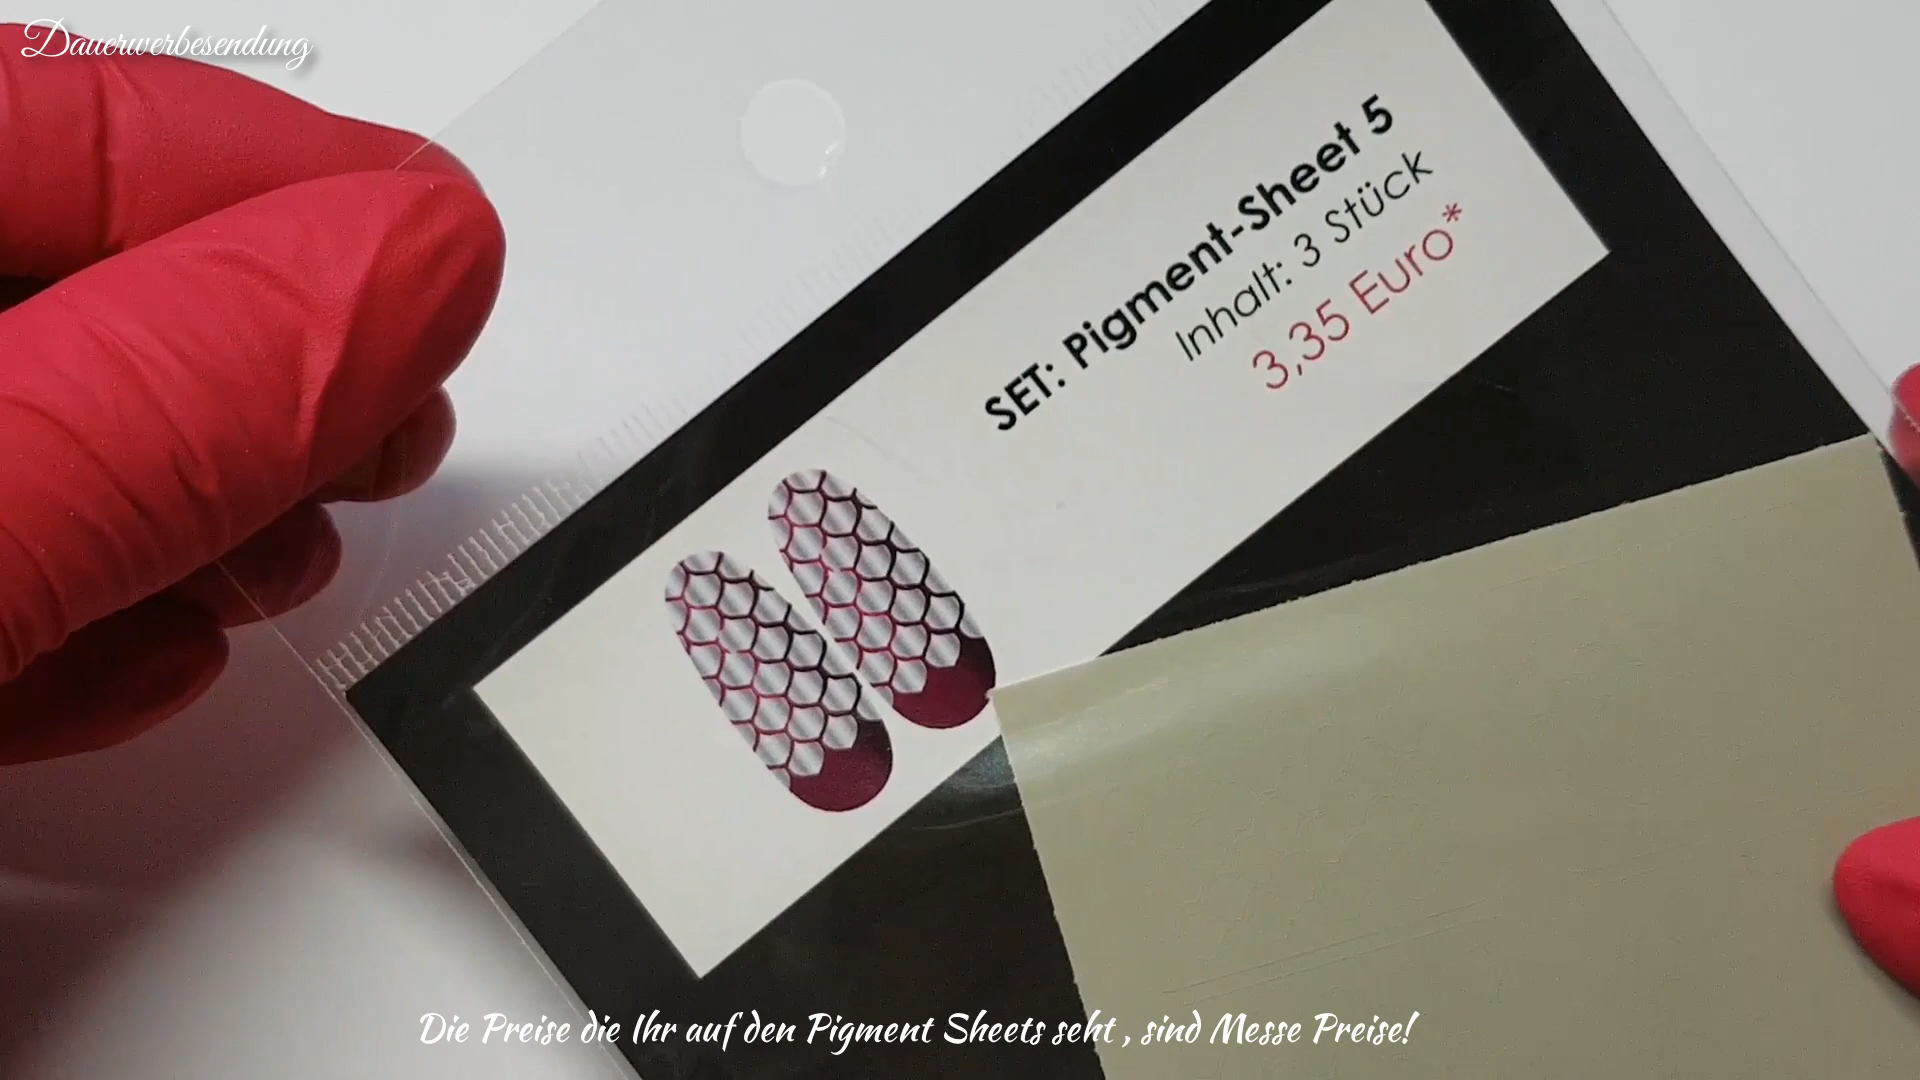 Dauerwerbesendung
SET: Pigment-Sheet 5
Inhalt: 3 Stück
3,35 Euro*
Die Preise die Ihr auf den Pigment Sheets seht , sind Messe Preise!